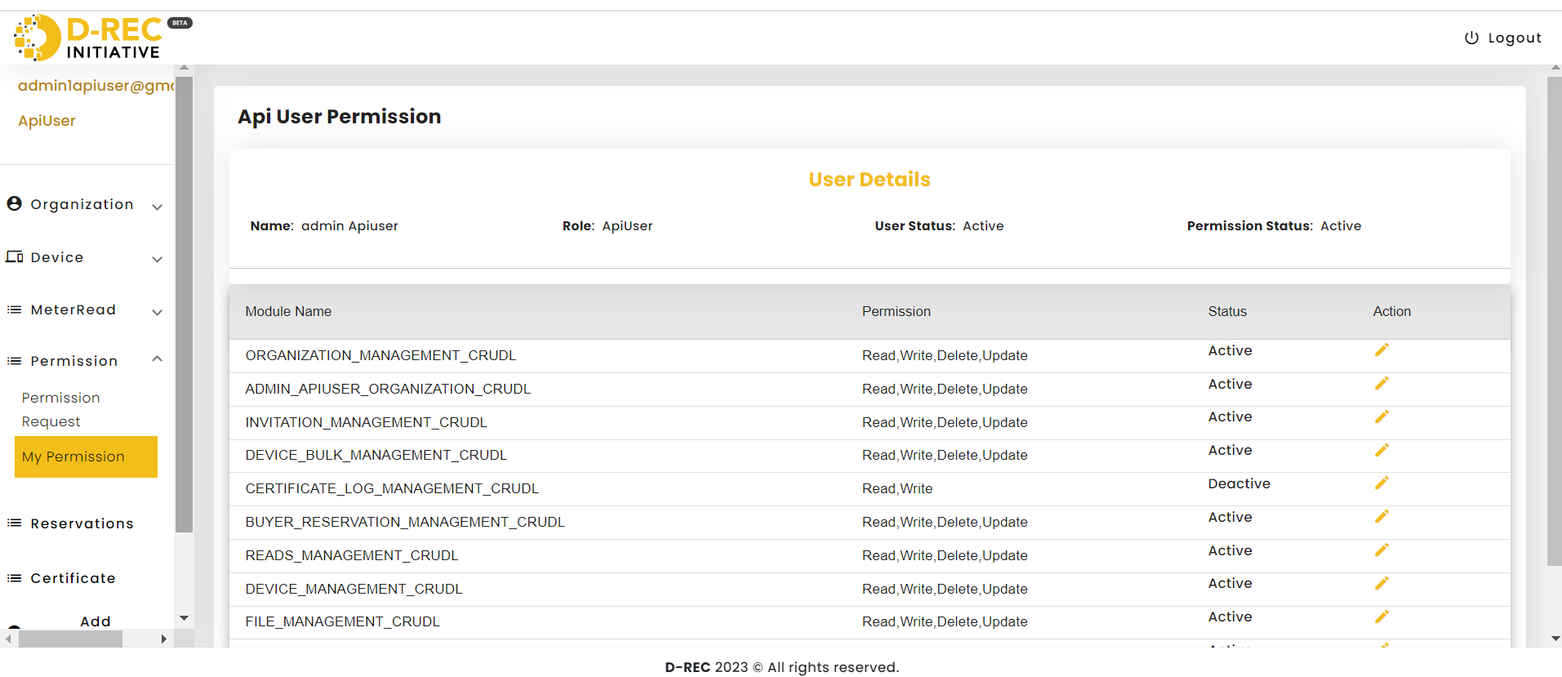 D-REC BETA
INITIATIVE
Logout
admin1apiuser@gm
ApiUser
Organization
Device
MeterRead
Permission
Permission
Request
My Permission
Reservations
Certificate
Add
Api User Permission
User Details
Name: admin Apiuser Role: ApiUser User Status: Active Permission Status: Active
Module Name Permission Status Action
ORGANIZATION_MANAGEMENT_CRUDL Read,Write,Delete,Update Active
ADMIN_APIUSER_ORGANIZATION_CRUDL Read,Write,Delete,Update Active
INVITATION_MANAGEMENT_CRUDL Read,Write,Delete,Update Active
DEVICE_BULK_MANAGEMENT_CRUDL Read,Write,Delete,Update Active
CERTIFICATE_LOG_MANAGEMENT_CRUDL Read,Write Deactive
BUYER_RESERVATION_MANAGEMENT_CRUDL Read,Write,Delete,Update Active
READS_MANAGEMENT_CRUDL Read,Write,Delete,Update Active
DEVICE_MANAGEMENT_CRUDL Read,Write,Delete,Update Active
FILE_MANAGEMENT_CRUDL Read,Write,Delete,Update Active
D-REC 2023 © All rights reserved.